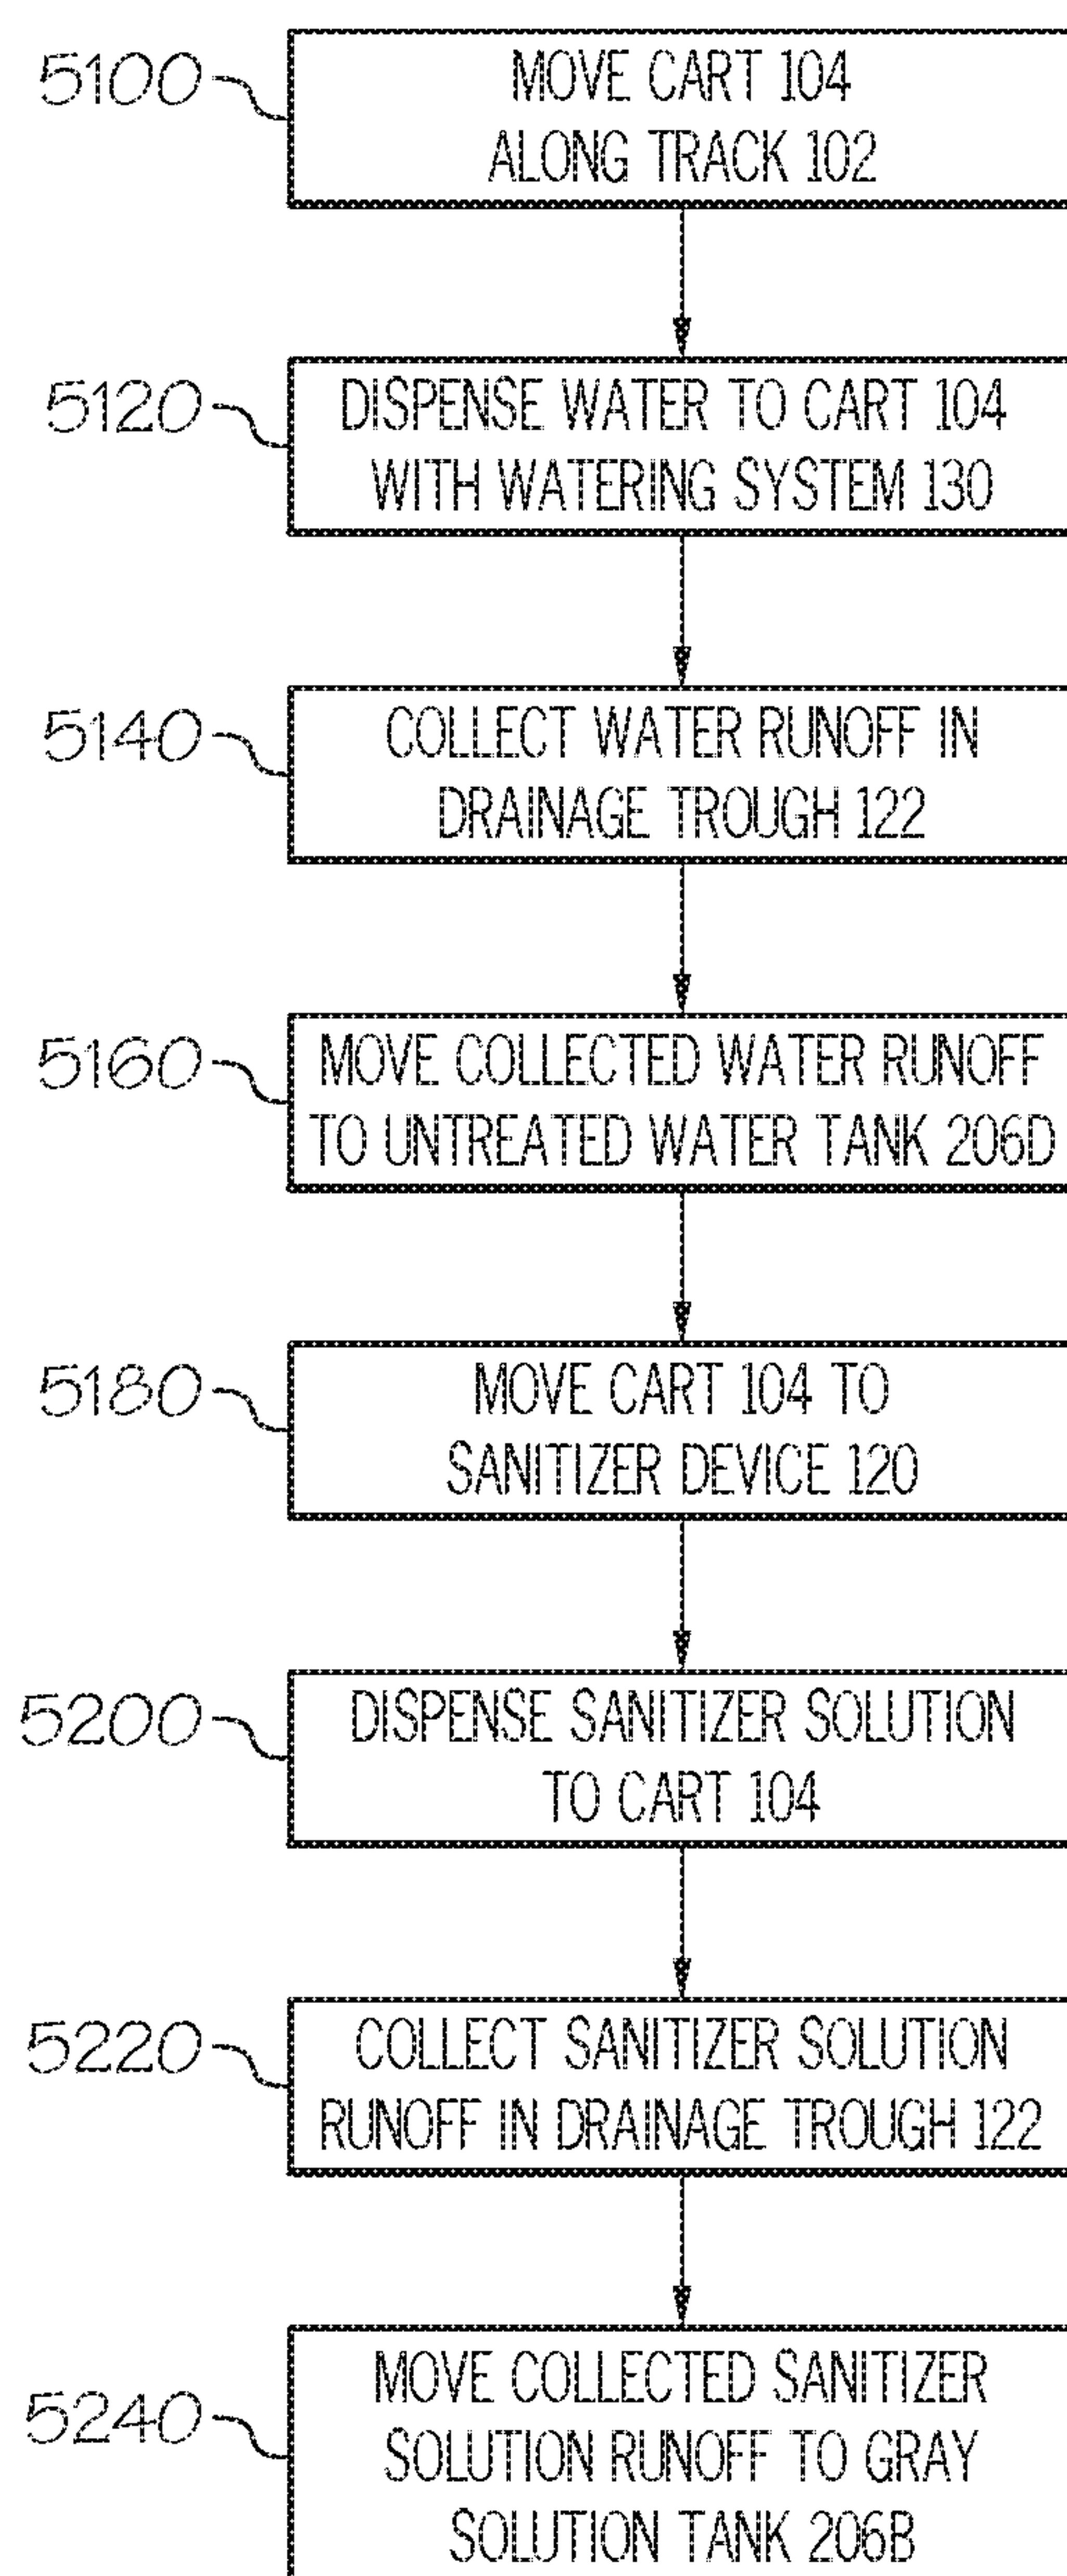 5100
MOVE CART 104
ALONG TRACK 102
5120
DISPENSE WATER TO CART 104
WITH WATERING SYSTEM 130
5140
COLLECT WATER RUNOFF IN
DRAINAGE TROUGH 122
5160
MOVE COLLECTED WATER RUNOFF
TO UNTREATED WATER TANK 206D
5180
MOVE CART 104 TO
SANITIZER DEVICE 120
5200
DISPENSE SANITIZER SOLUTION
TO CART 104
5220
COLLECT SANITIZER SOLUTION
RUNOFF IN DRAINAGE TROUGH 122
5240
MOVE COLLECTED SANITIZER
SOLUTION RUNOFF TO GRAY
SOLUTION TANK 206B